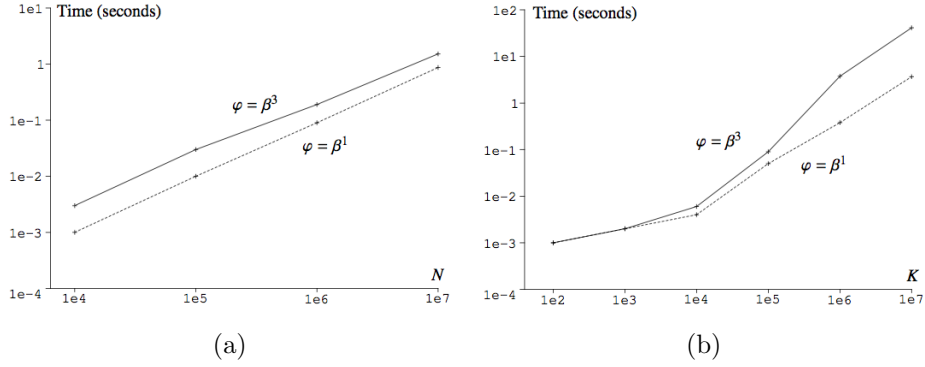 Time (seconds)
1e1
1
1e−1
1e−2
1e−3
1e−4
φ = β³
φ = β¹
N
1e4 1e5 1e6 1e7
(a)
Time (seconds)
1e2
1e1
1
1e−1
1e−2
1e−3
1e−4
φ = β³
φ = β¹
K
1e2 1e3 1e4 1e5 1e6 1e7
(b)